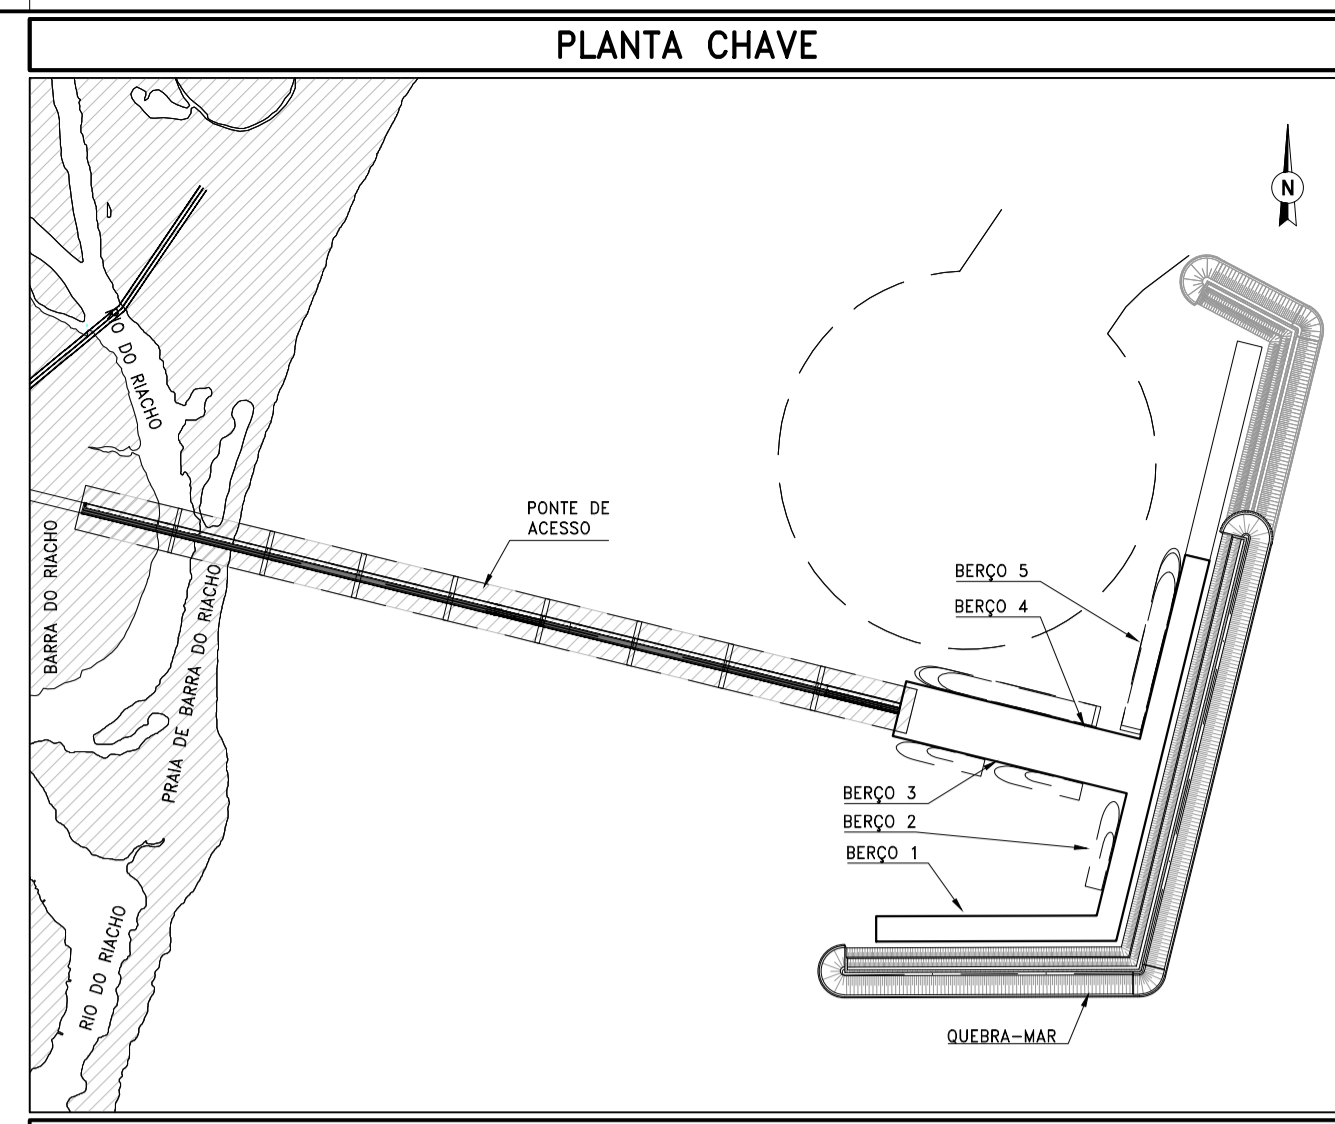 PLANTA CHAVE
N
O DO RIACHO
PONTE DE
ACESSO
BARRA DO RIACHO
PRAIA DE BARRA DO RIACHO
BERÇO 5
BERÇO 4
BERÇO 3
BERÇO 2
BERÇO 1
RIO DO RIACHO
QUEBRA-MAR